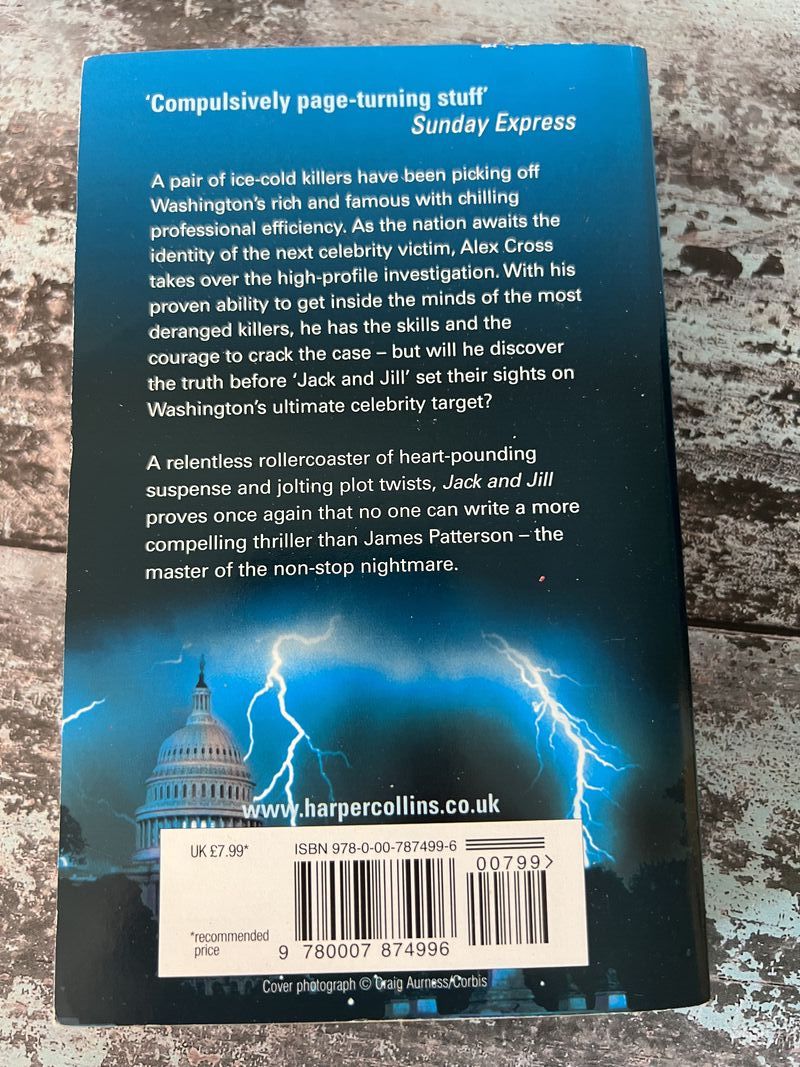 ‘Compulsively page-turning stuff’
Sunday Express
A pair of ice-cold killers have been picking off
Washington’s rich and famous with chilling
professional efficiency. As the nation awaits the
identity of the next celebrity victim, Alex Cross
takes over the high-profile investigation. With his
proven ability to get inside the minds of the most
deranged killers, he has the skills and the
courage to crack the case – but will he discover
the truth before ‘Jack and Jill’ set their sights on
Washington’s ultimate celebrity target?
A relentless rollercoaster of heart-pounding
suspense and jolting plot twists, Jack and Jill
proves once again that no one can write a more
compelling thriller than James Patterson – the
master of the non-stop nightmare.
www.harpercollins.co.uk
UK £7.99*
ISBN 978-0-00-787499-6
00799>
*recommended
price
9 780007 874996
Cover photograph © Craig Aurness/Corbis